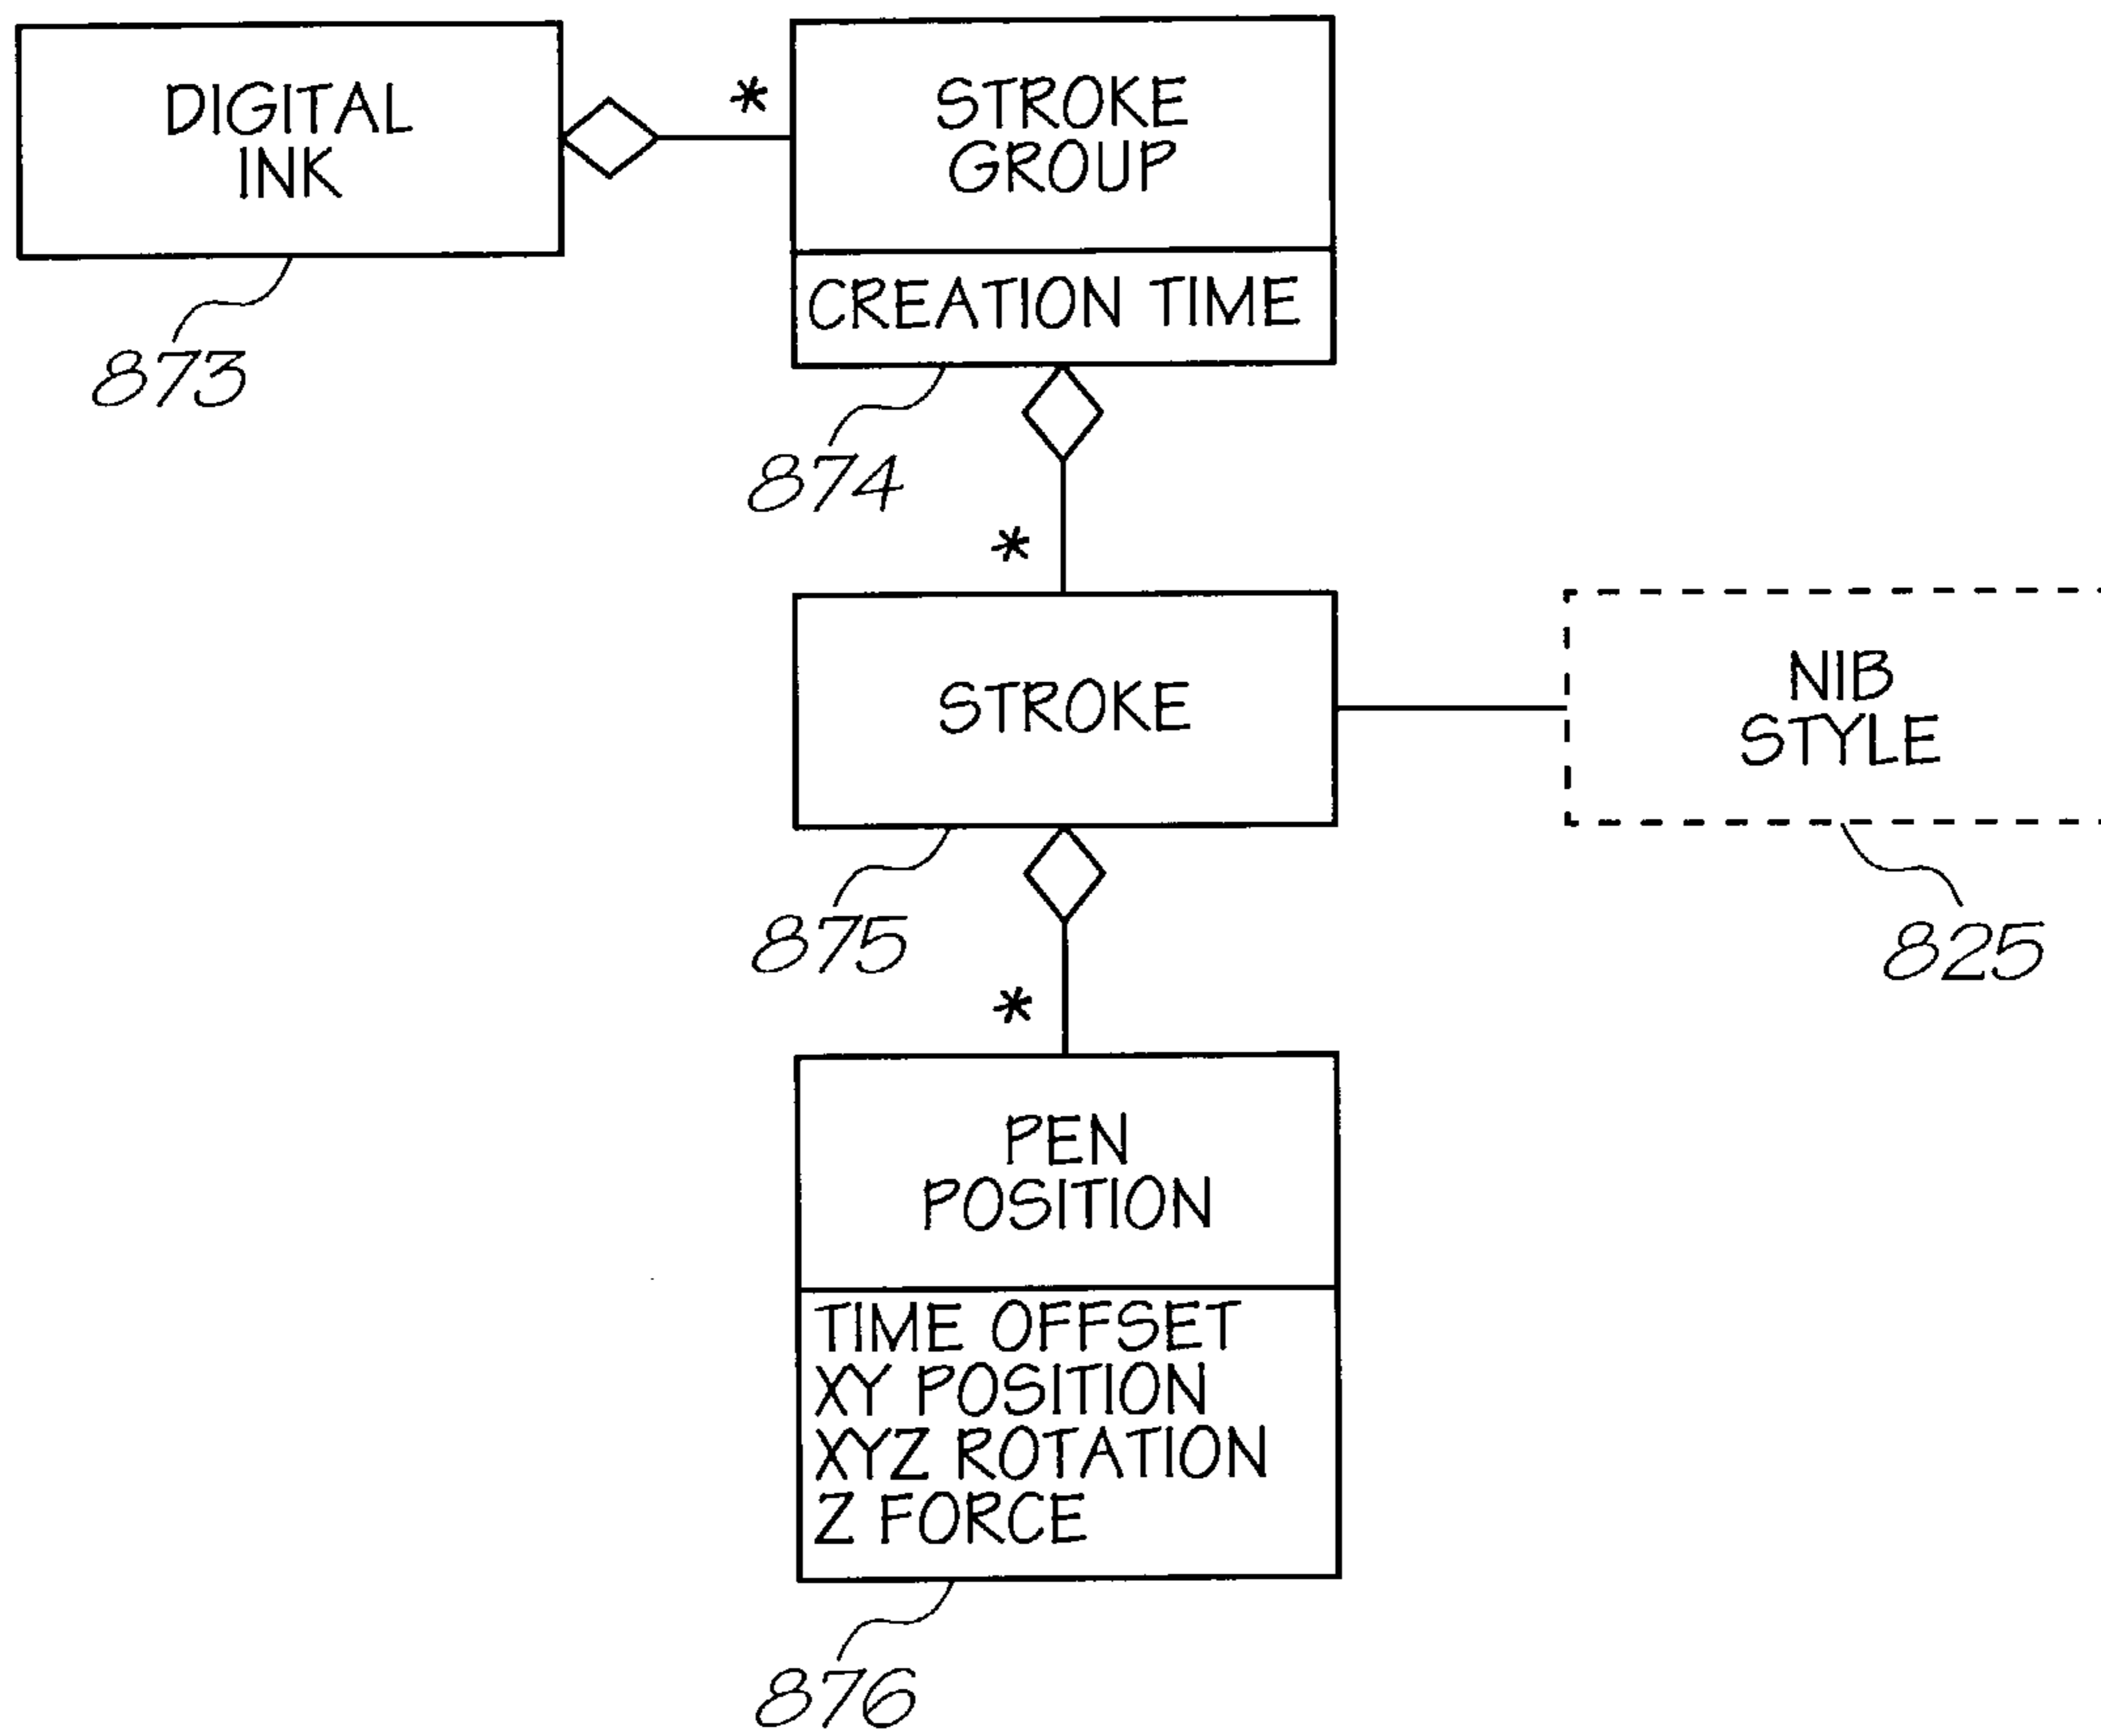 DIGITAL
INK
873
*
STROKE
GROUP
CREATION TIME
874
*
STROKE
875
NIB
STYLE
825
*
PEN
POSITION
TIME OFFSET
XY POSITION
XYZ ROTATION
Z FORCE
876